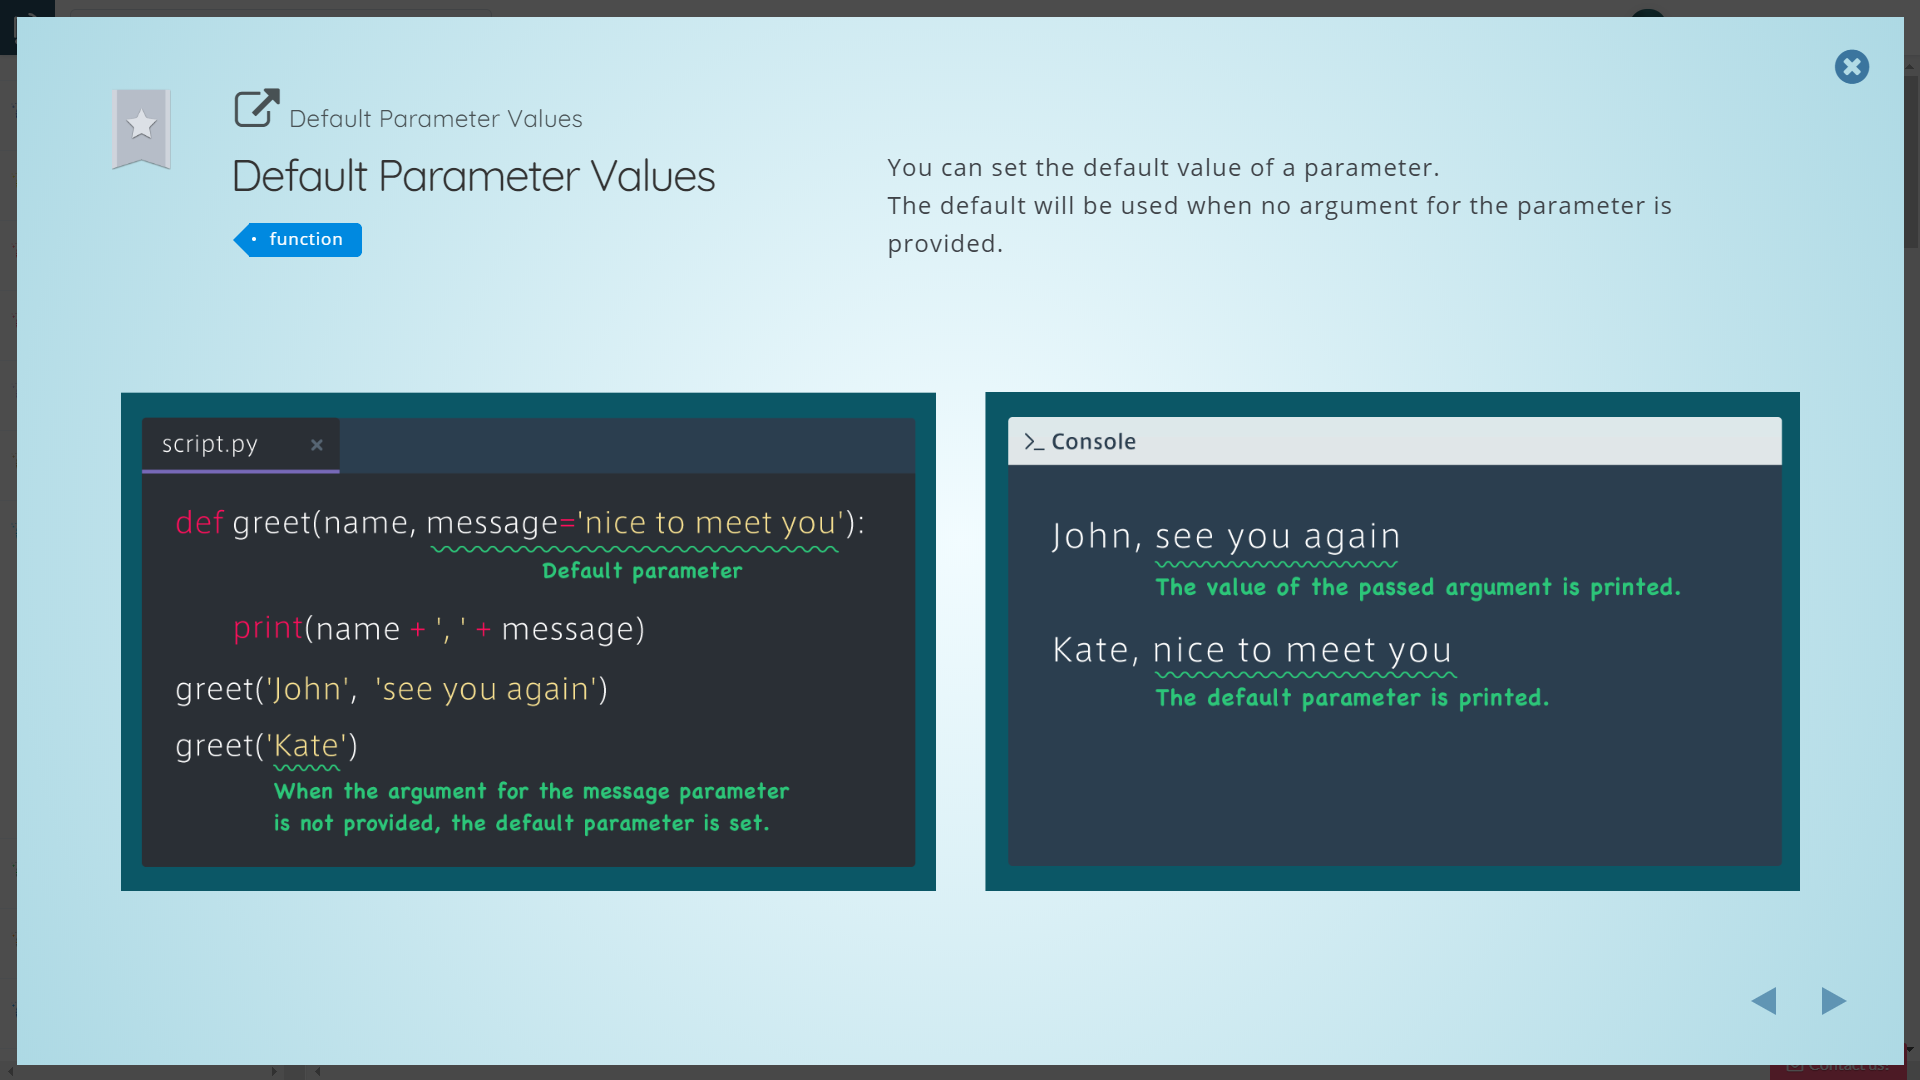 Default Parameter Values
Default Parameter Values
• function
You can set the default value of a parameter.
The default will be used when no argument for the parameter is
provided.
script.py ×
def greet(name, message='nice to meet you'):
Default parameter
print(name + ', ' + message)
greet('John', 'see you again')
greet('Kate')
When the argument for the message parameter
is not provided, the default parameter is set.
>_ Console
John, see you again
The value of the passed argument is printed.
Kate, nice to meet you
The default parameter is printed.
Contact us!